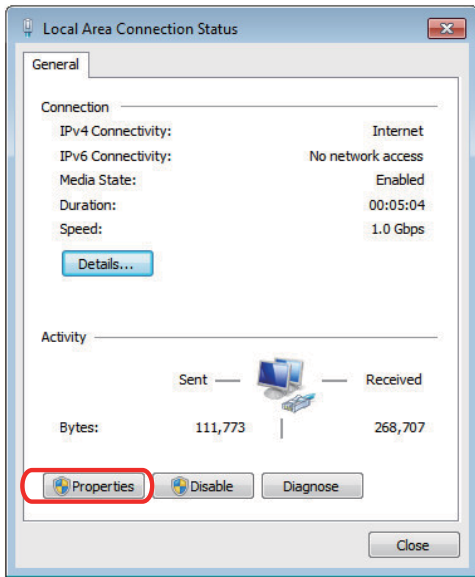 Local Area Connection Status
General
Connection
IPv4 Connectivity: Internet
IPv6 Connectivity: No network access
Media State: Enabled
Duration: 00:05:04
Speed: 1.0 Gbps
Details...
Activity
Sent Received
Bytes: 111,773 268,707
Properties Disable Diagnose
Close